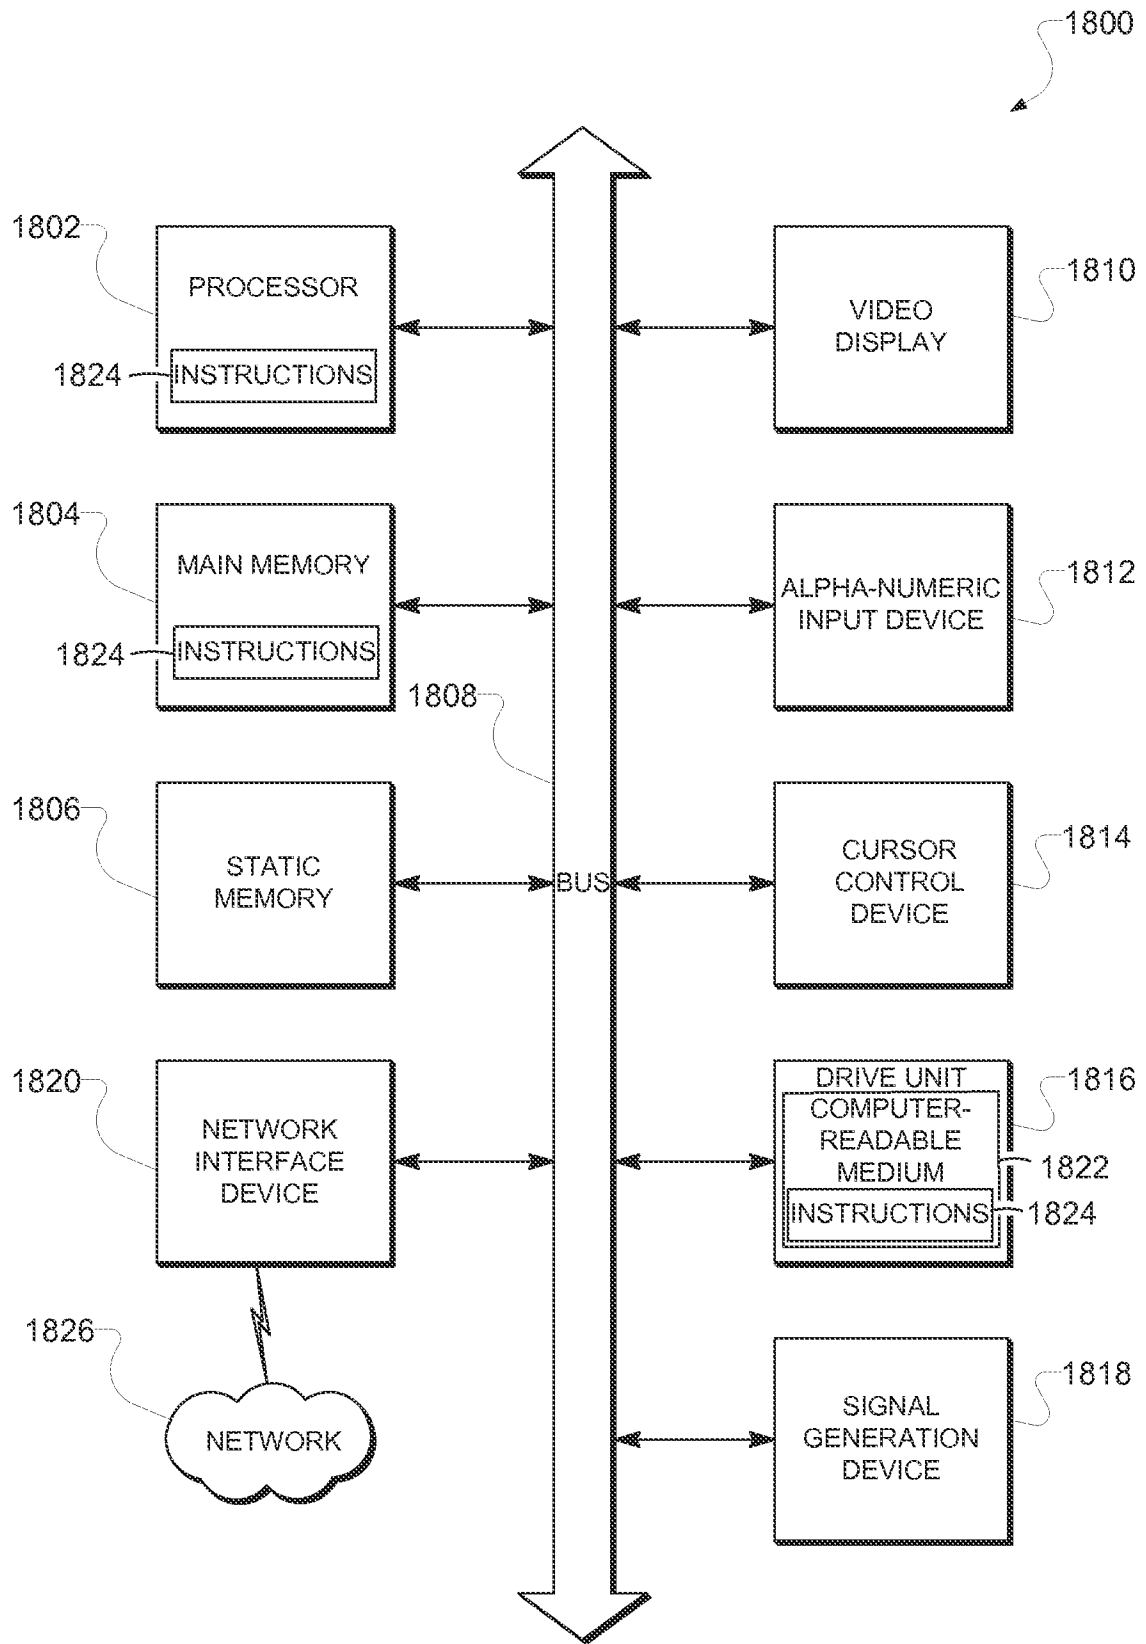 1800
1802
PROCESSOR
1824
INSTRUCTIONS
1810
VIDEO
DISPLAY
1804
MAIN MEMORY
1824
INSTRUCTIONS
1812
ALPHA-NUMERIC
INPUT DEVICE
1808
BUS
1806
STATIC
MEMORY
1814
CURSOR
CONTROL
DEVICE
1820
NETWORK
INTERFACE
DEVICE
1816
DRIVE UNIT
COMPUTER-
READABLE
MEDIUM
1822
INSTRUCTIONS
1824
1826
NETWORK
1818
SIGNAL
GENERATION
DEVICE